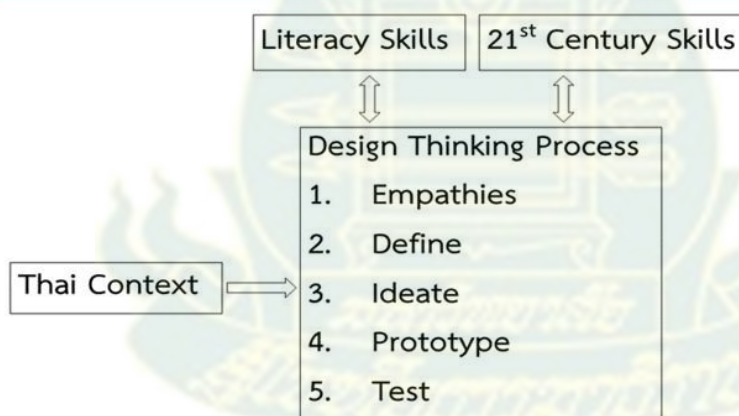 Literacy Skills
21st Century Skills
Design Thinking Process
1. Empathies
2. Define
Thai Context
3. Ideate
4. Prototype
5. Test